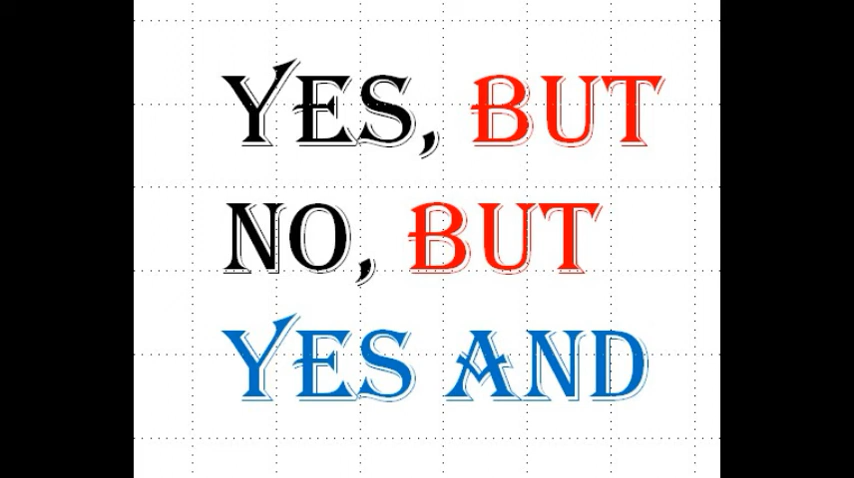 YES, BUT
NO, BUT
YES AND